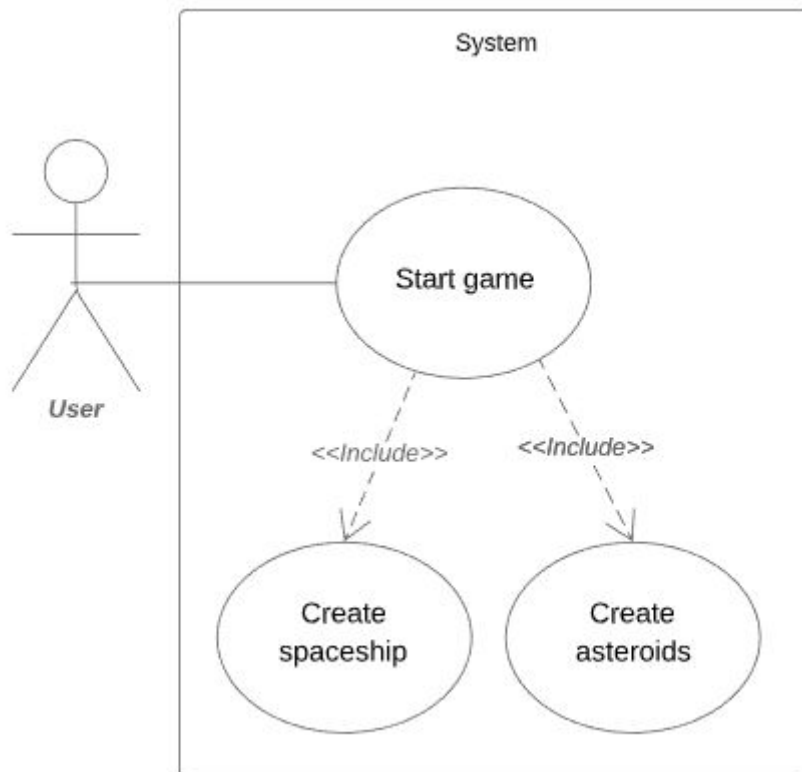 System
Start game
User
<<Include>>
<<Include>>
Create
spaceship
Create
asteroids